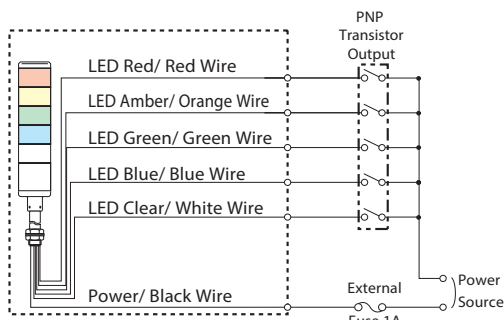 PNP
Transistor
Output
LED Red/ Red Wire
LED Amber/ Orange Wire
LED Green/ Green Wire
LED Blue/ Blue Wire
LED Clear/ White Wire
Power/ Black Wire
External
Fuse 1A
Power
Source